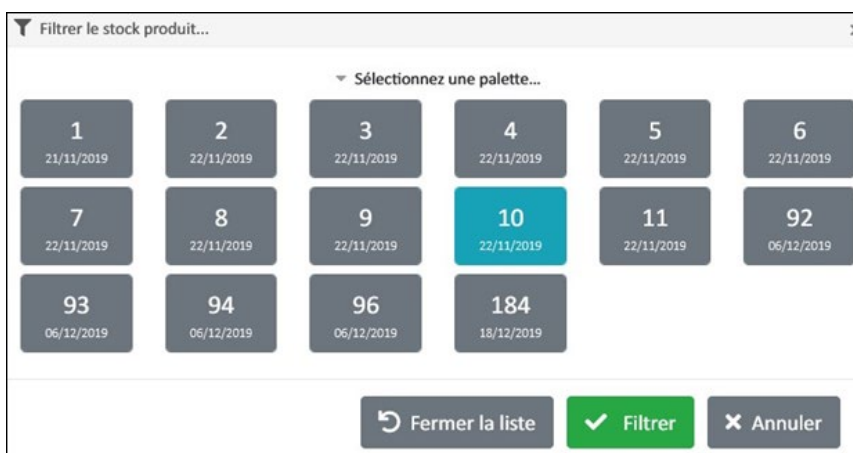 Filtrer le stock produit...
Sélectionnez une palette...
1 2 3 4 5 6
21/11/2019 22/11/2019 22/11/2019 22/11/2019 22/11/2019 22/11/2019
7 8 9 10 11 92
22/11/2019 22/11/2019 22/11/2019 22/11/2019 22/11/2019 06/12/2019
93 94 96 184
06/12/2019 06/12/2019 06/12/2019 18/12/2019
Fermer la liste Filtrer Annuler